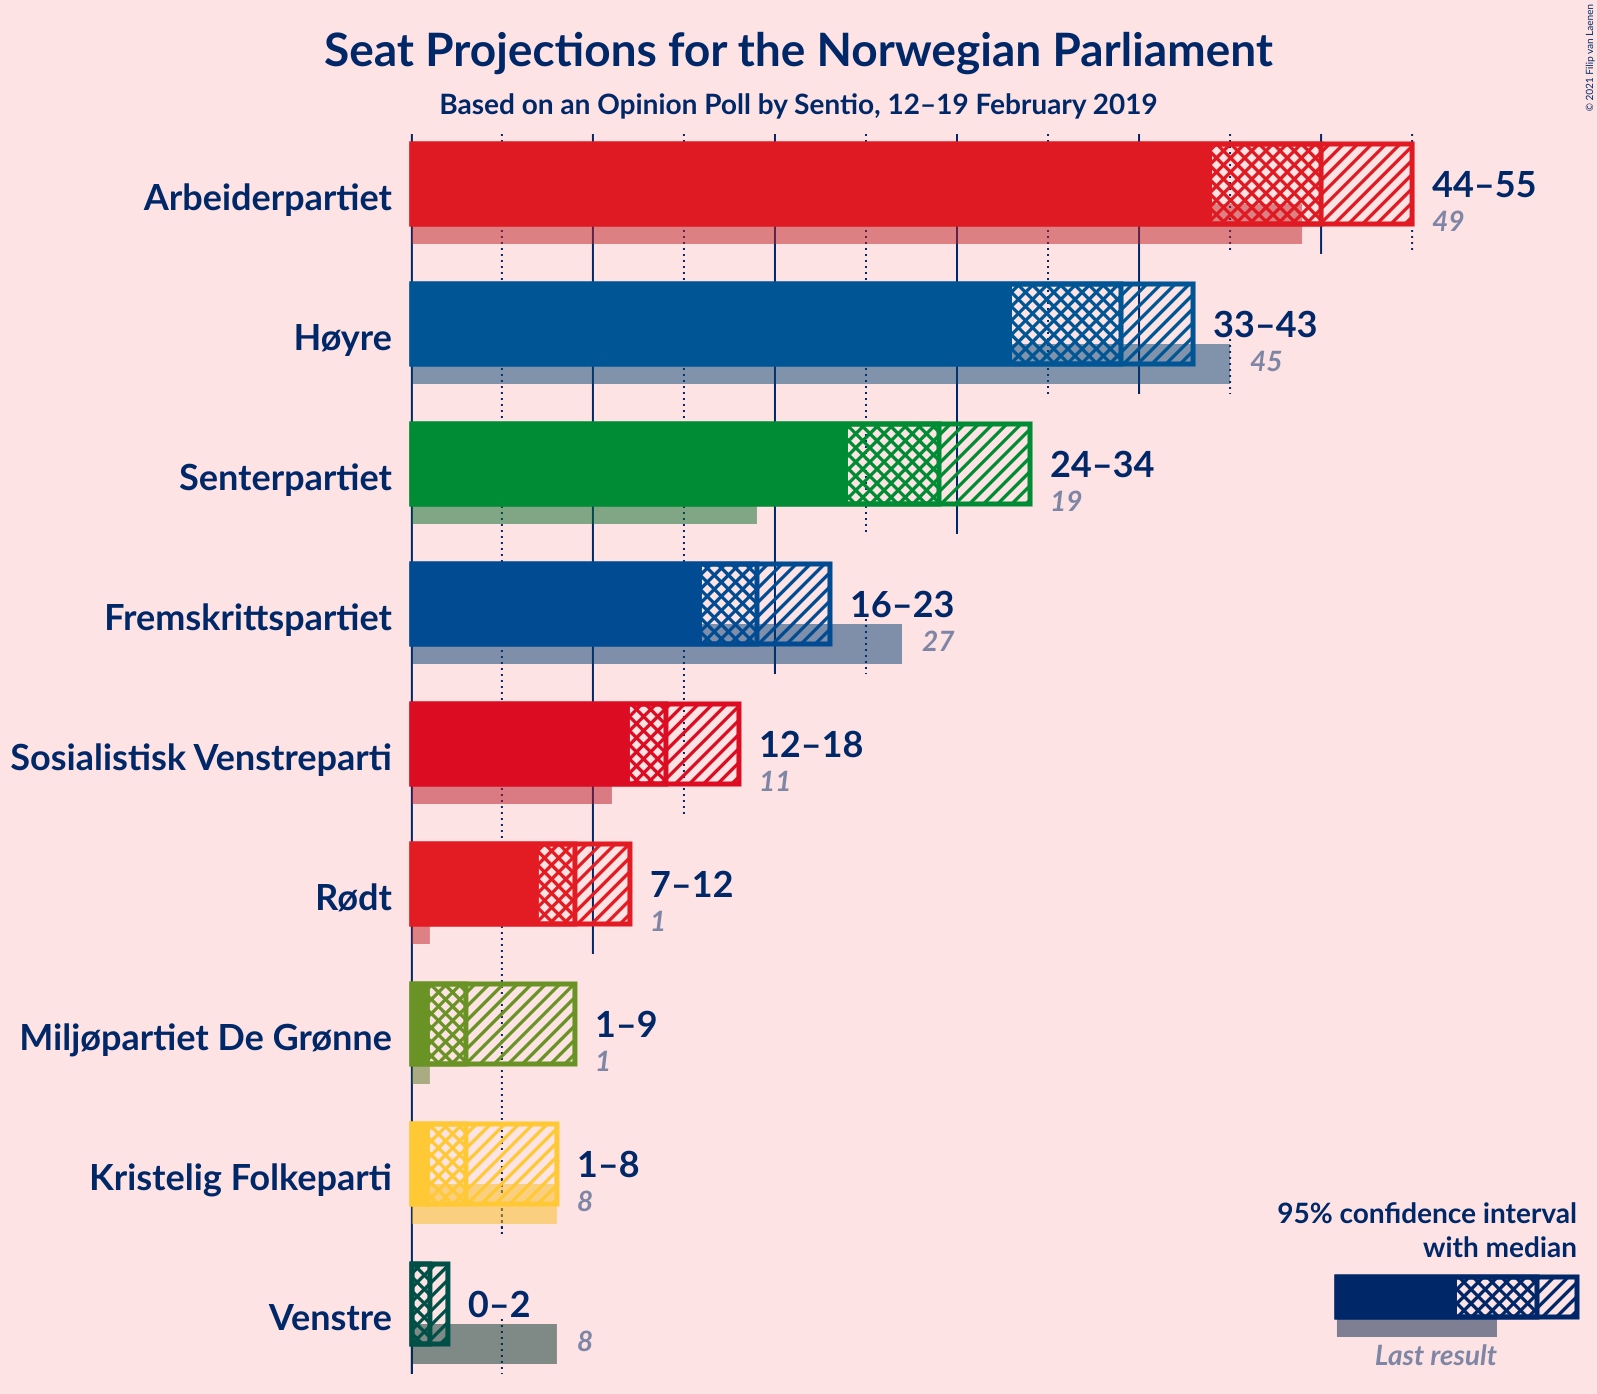 Seat Projections for the Norwegian Parliament
Based on an Opinion Poll by Sentio, 12–19 February 2019
© 2021 Filip van Laenen
Arbeiderpartiet
44–55
49
Høyre
33–43
45
Senterpartiet
24–34
19
Fremskrittspartiet
16–23
27
Sosialistisk Venstreparti
12–18
11
Rødt
7–12
1
Miljøpartiet De Grønne
1–9
1
Kristelig Folkeparti
1–8
8
Venstre
0–2
8
95% confidence interval
with median
Last result